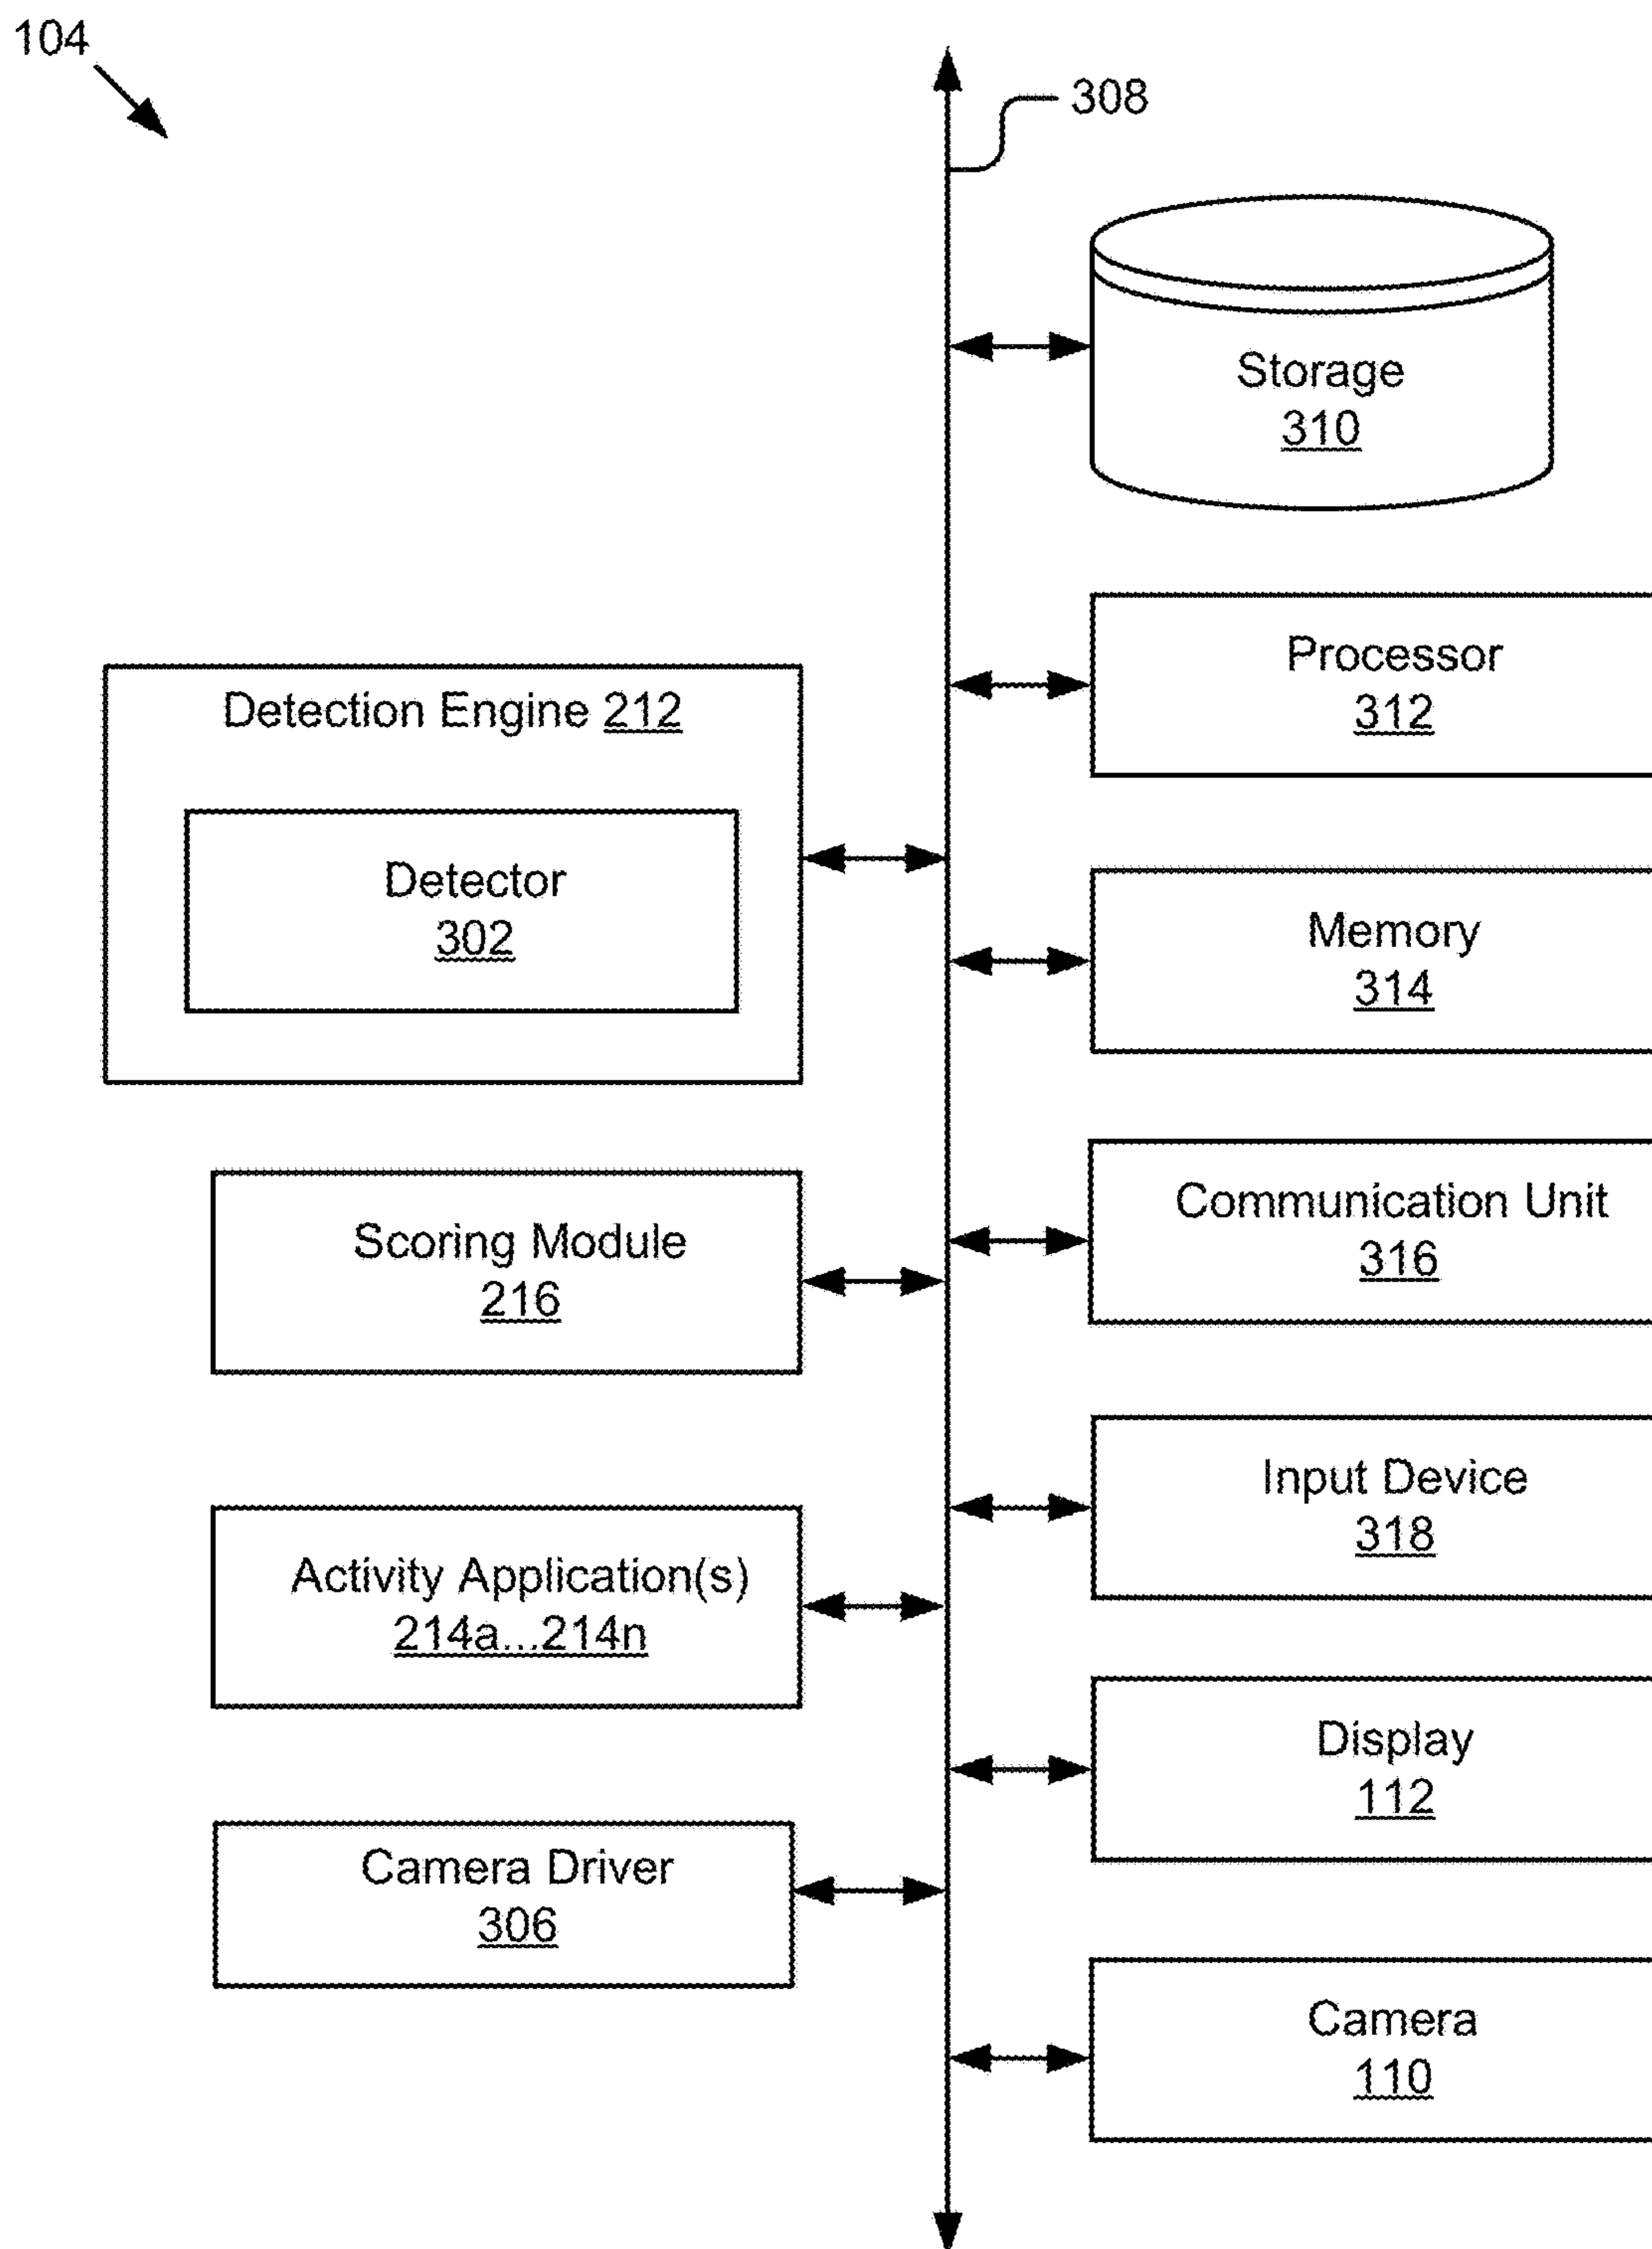 104
308
Storage
310
Processor
312
Detection Engine 212
Detector
302
Memory
314
Communication Unit
316
Scoring Module
216
Input Device
318
Activity Application(s)
214a...214n
Display
112
Camera Driver
306
Camera
110